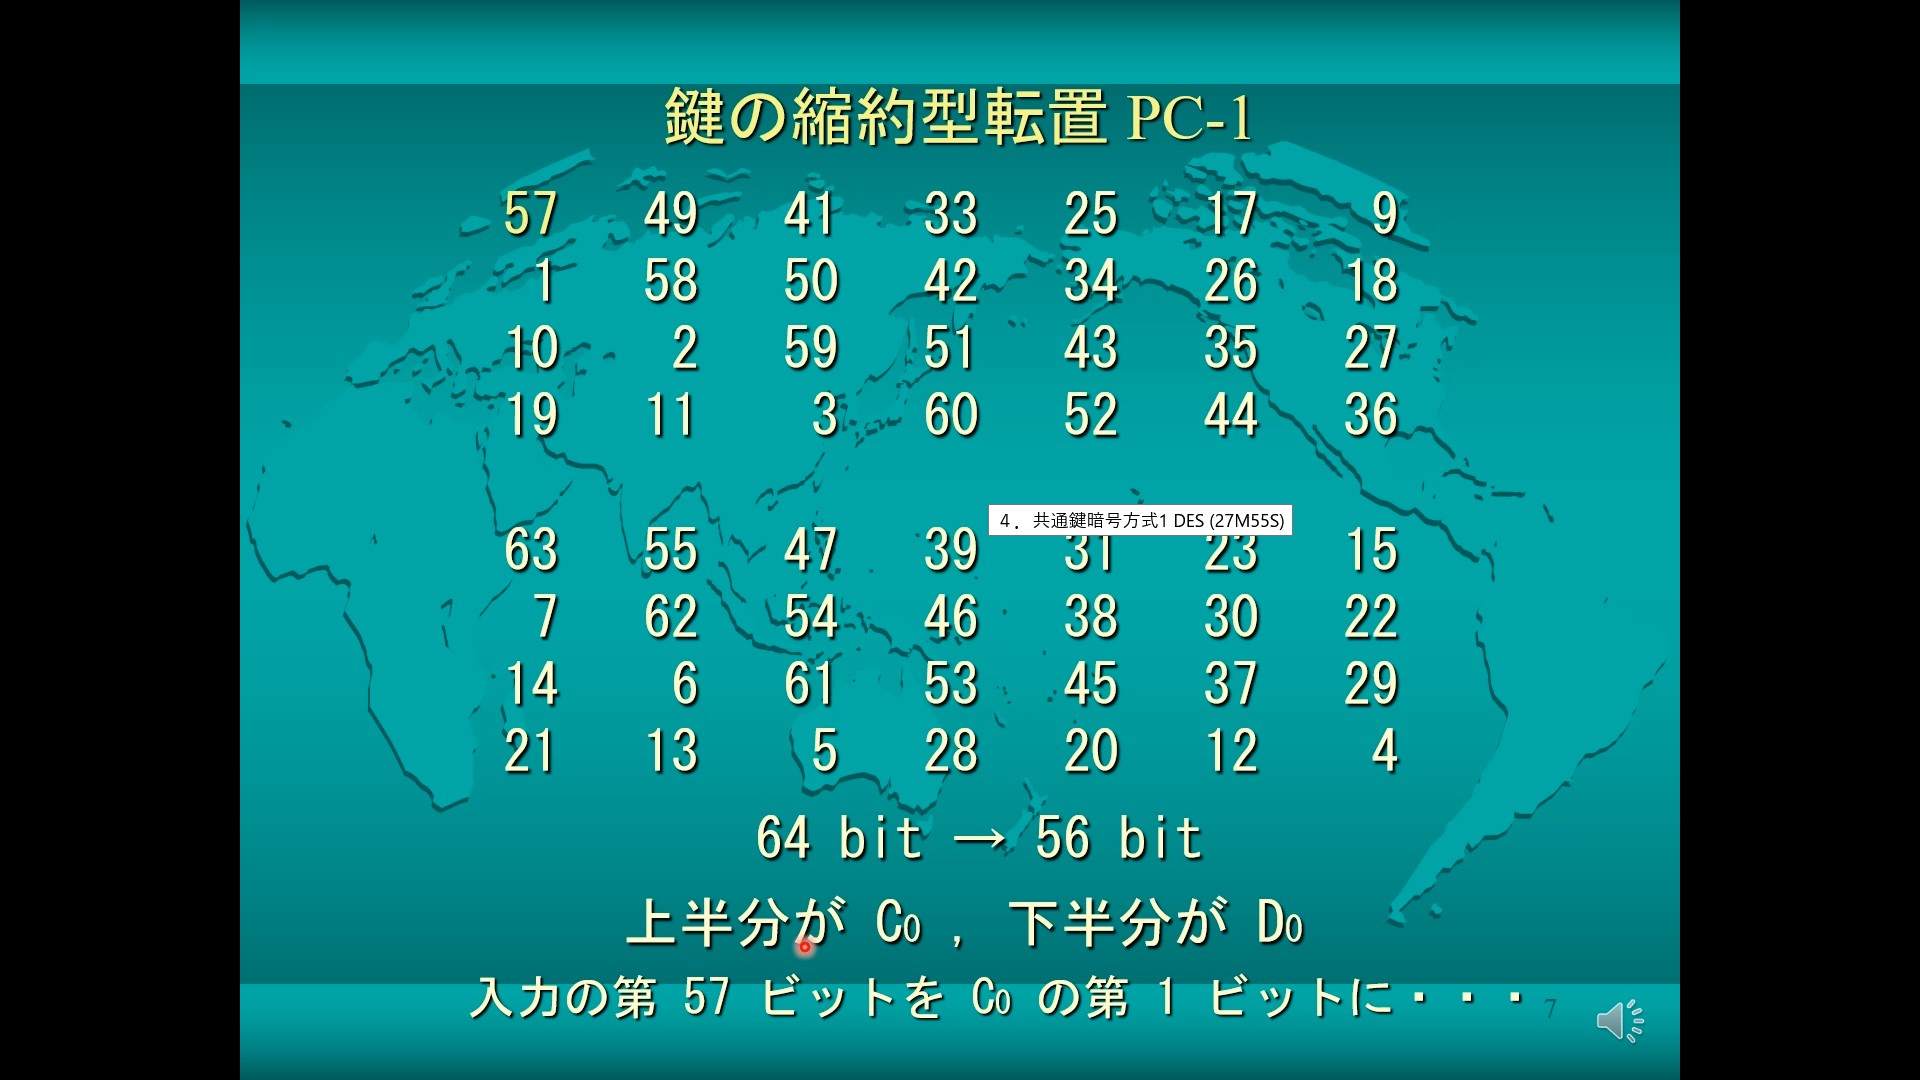 鍵の縮約型転置 PC-1
57 49 41 33 25 17 9
1 58 50 42 34 26 18
10 2 59 51 43 35 27
19 11 3 60 52 44 36
4．共通鍵暗号方式1 DES (27M55S)
63 55 47 39 31 23 15
7 62 54 46 38 30 22
14 6 61 53 45 37 29
21 13 5 28 20 12 4
64 bit → 56 bit
上半分が C0 ， 下半分が D0
入力の第 57 ビットを C0 の第 1 ビットに・・・
7